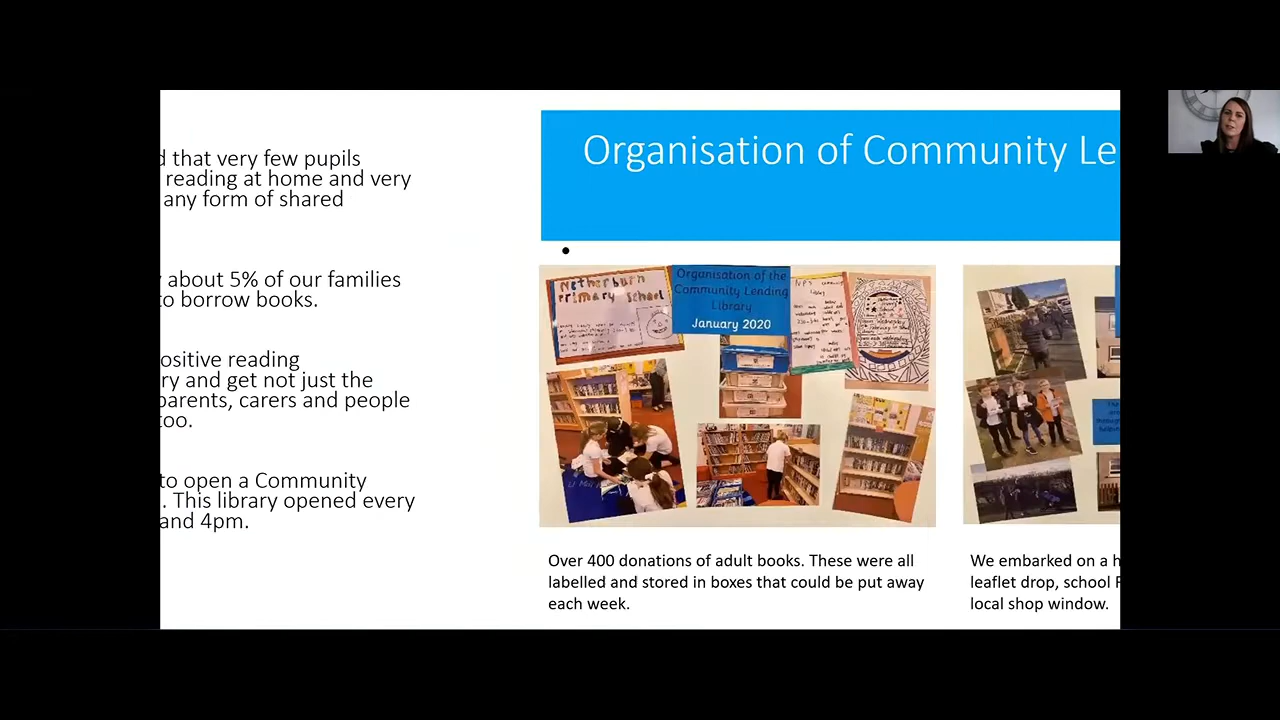 d that very few pupils
reading at home and very
any form of shared
about 5% of our families
to borrow books.
ositive reading
ry and get not just the
parents, carers and people
too.
to open a Community
. This library opened every
and 4pm.
Organisation of Community Le
Netherburn
Primary School
Organisation of the
Community Lending
Library
January 2020
Over 400 donations of adult books. These were all
labelled and stored in boxes that could be put away
each week.
We embarked on a h
leaflet drop, school
local shop window.